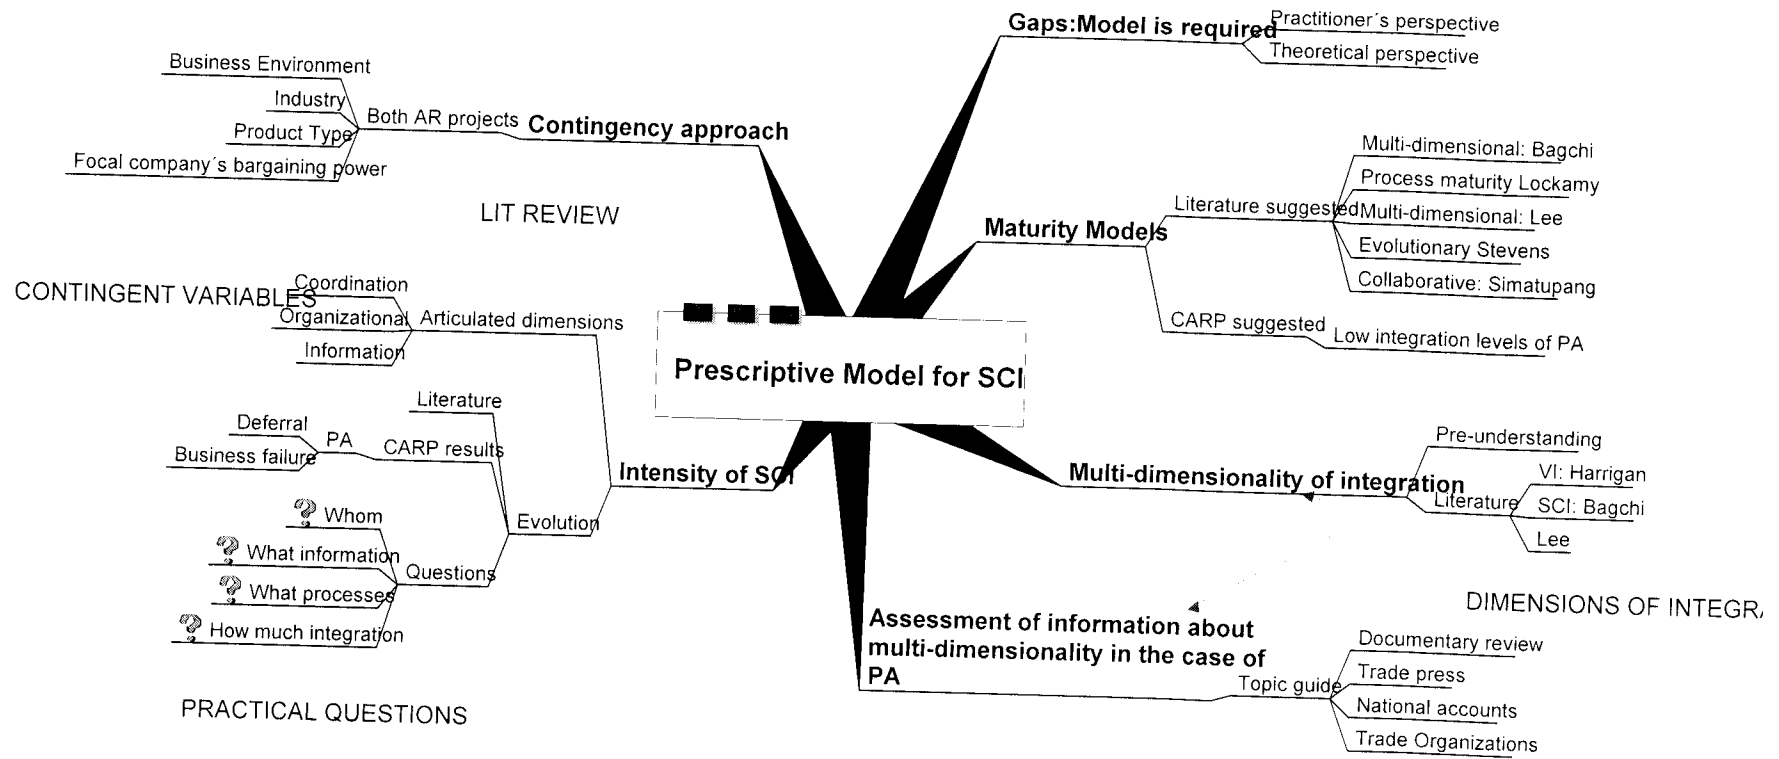 Gaps:Model is required
Practitioner´s perspective
Theoretical perspective
Business Environment
Industry
Product Type
Focal company´s bargaining power
Both AR projects
Contingency approach
LIT REVIEW
Maturity Models
Literature suggested
Multi-dimensional: Bagchi
Process maturity Lockamy
Multi-dimensional: Lee
Evolutionary Stevens
Collaborative: Simatupang
CARP suggested
Low integration levels of PA
CONTINGENT VARIABLES
Coordination
Organizational
Information
Articulated dimensions
Prescriptive Model for SCI
Literature
Deferral
Business failure
PA
CARP results
Intensity of SCI
Evolution
Whom
What information
What processes
How much integration
Questions
PRACTICAL QUESTIONS
Multi-dimensionality of integration
Pre-understanding
Literature
VI: Harrigan
SCI: Bagchi
Lee
DIMENSIONS OF INTEGR
Assessment of information about
multi-dimensionality in the case of
PA
Topic guide
Documentary review
Trade press
National accounts
Trade Organizations